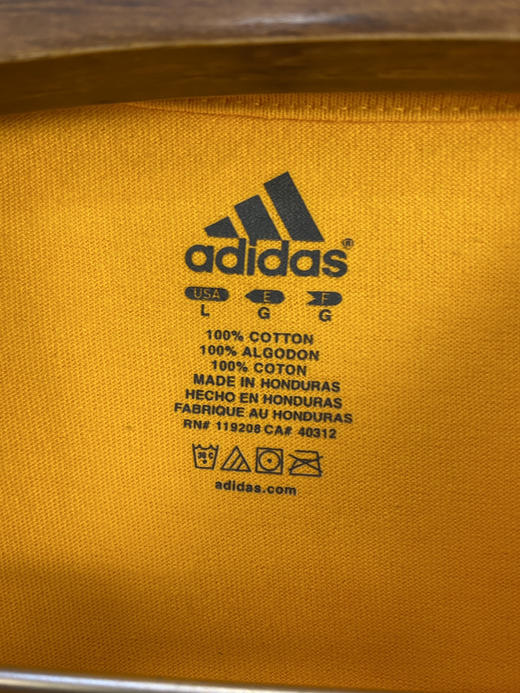 adidas®
USA E F
L G G
100% COTTON
100% ALGODON
100% COTON
MADE IN HONDURAS
HECHO EN HONDURAS
FABRIQUE AU HONDURAS
RN# 119208 CA# 40312
30 C
adidas.com